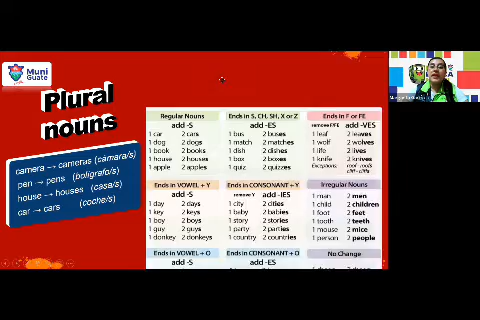 Muni
Guate
Plural
nouns
camera → cameras (cámara/s)
pen → pens (bolígrafo/s)
house → houses (casa/s)
car → cars (coche/s)
Regular Nouns
add -S
1 car 2 cars
1 dog 2 dogs
1 book 2 books
1 house 2 houses
1 apple 2 apples
Ends in S, CH, SH, X or Z
add -ES
1 bus 2 buses
1 match 2 matches
1 dish 2 dishes
1 box 2 boxes
1 quiz 2 quizzes
Ends in F or FE
remove F/FE add -VES
1 leaf 2 leaves
1 wolf 2 wolves
1 life 2 lives
1 knife 2 knives
Exceptions: roof - roofs
cliff - cliffs
Ends in VOWEL + Y
add -S
1 day 2 days
1 key 2 keys
1 boy 2 boys
1 guy 2 guys
1 donkey 2 donkeys
Ends in CONSONANT + Y
remove Y add -IES
1 city 2 cities
1 baby 2 babies
1 story 2 stories
1 party 2 parties
1 country 2 countries
Irregular Nouns
1 man 2 men
1 child 2 children
1 foot 2 feet
1 tooth 2 teeth
1 mouse 2 mice
1 person 2 people
Ends in VOWEL + O
add -S
Ends in CONSONANT + O
add -ES
No Change